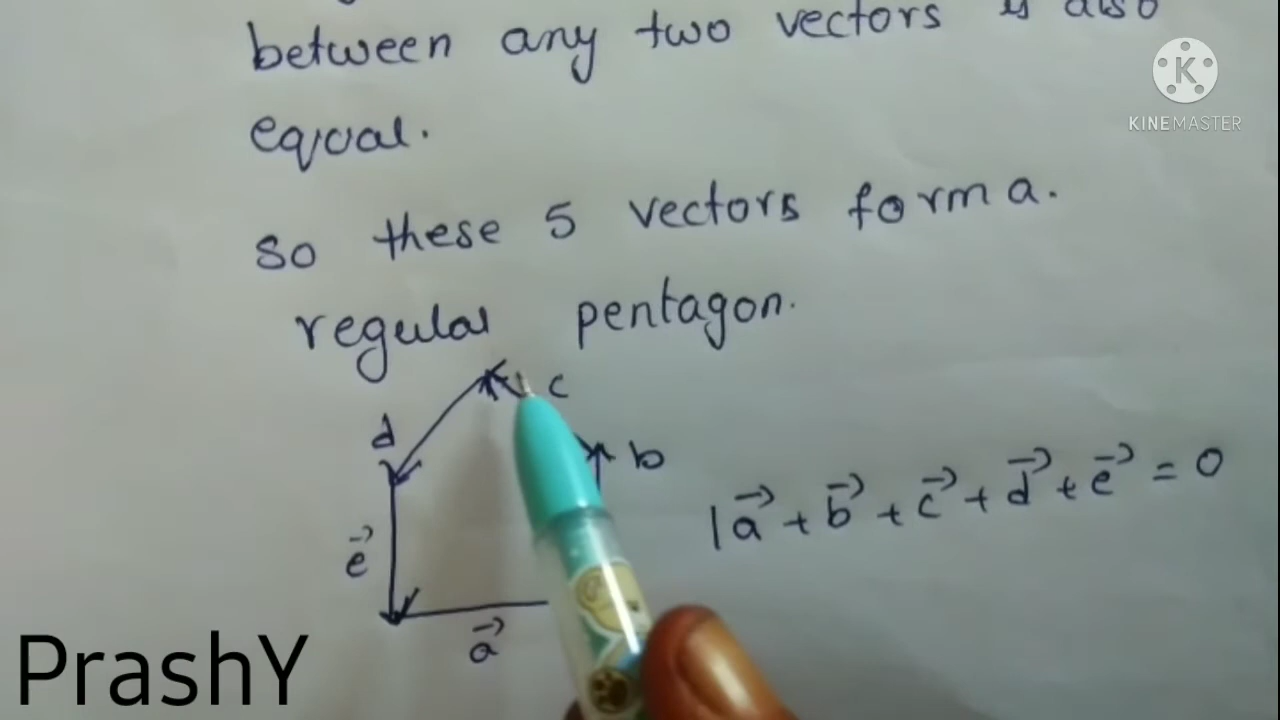 between any two vectors is also
equal.
So these 5 vectors form a.
regular pentagon.
c
d
b
|a⃗ + b⃗ + c⃗ + d⃗ + e⃗ = 0
e⃗
a⃗
K
KINEMASTER
PrashY